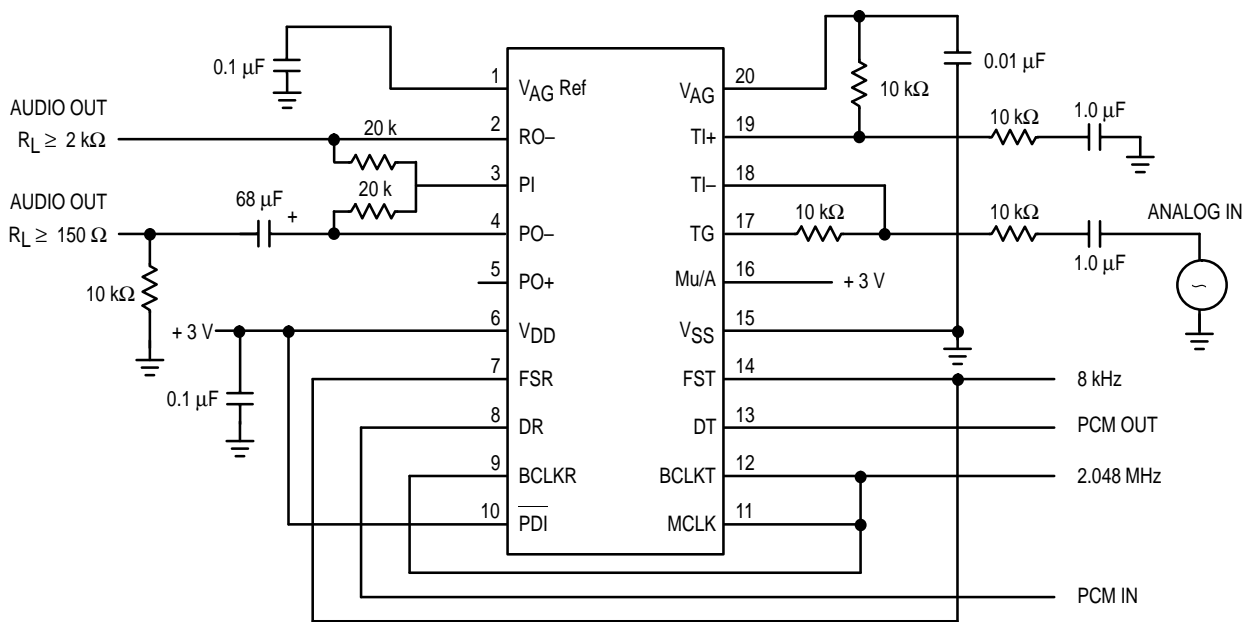 0.1 μF
AUDIO OUT
R_L ≥ 2 kΩ
20 k
20 k
AUDIO OUT
R_L ≥ 150 Ω
68 μF
+
10 kΩ
+ 3 V
0.1 μF
1 V_AG Ref
2 RO–
3 PI
4 PO–
5 PO+
6 V_DD
7 FSR
8 DR
9 BCLKR
10 PDI
V_AG 20
TI+ 19
TI– 18
TG 17
Mu/A 16
V_SS 15
FST 14
DT 13
BCLKT 12
MCLK 11
0.01 μF
10 kΩ
10 kΩ
1.0 μF
10 kΩ
10 kΩ
1.0 μF
ANALOG IN
+ 3 V
8 kHz
PCM OUT
2.048 MHz
PCM IN